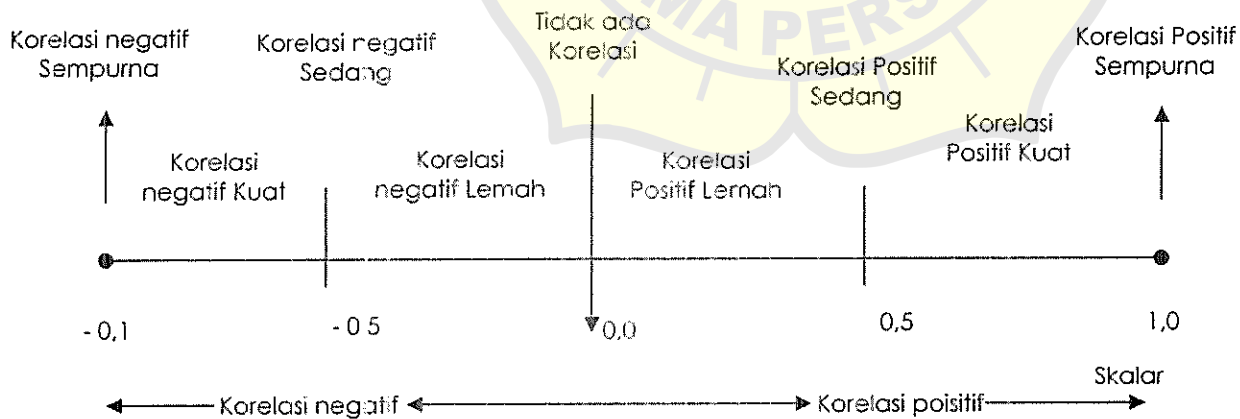 Korelasi negatif
Sempurna
Korelasi negatif
Sedang
Tidak ada
Korelasi
Korelasi Positif
Sedang
Korelasi Positif
Sempurna
Korelasi
negatif Kuat
Korelasi
negatif Lemah
Korelasi
Positif Lemah
Korelasi
Positif Kuat
- 0,1
- 0 5
0,0
0,5
1,0
Skalar
Korelasi negatif
Korelasi poisitif